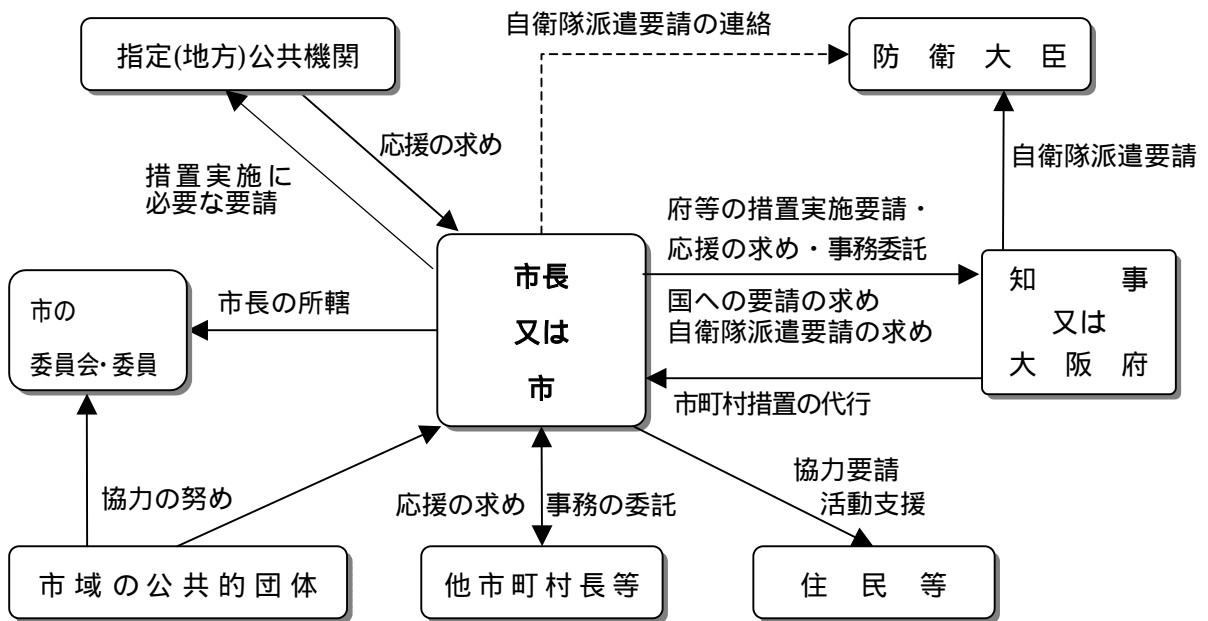 自衛隊派遣要請の連絡
指定(地方)公共機関
防衛大臣
応援の求め
自衛隊派遣要請
措置実施に
必要な要請
府等の措置実施要請・
応援の求め・事務委託
市長
又は
市
知事
又は
大阪府
市の
委員会・委員
市長の所轄
国への要請の求め
自衛隊派遣要請の求め
市町村措置の代行
協力要請
活動支援
協力の努め
応援の求め
事務の委託
市域の公共的団体
他市町村長等
住民等